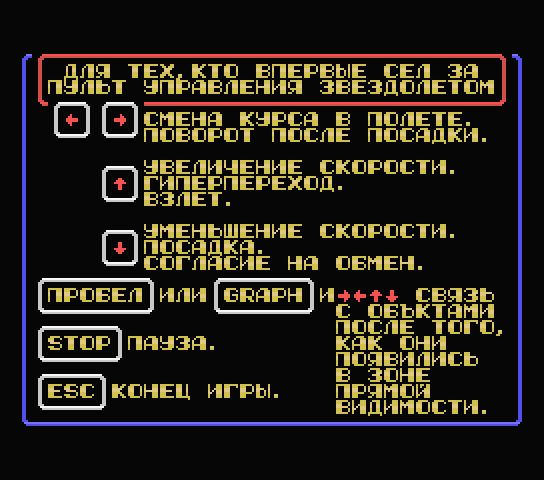 ДЛЯ ТЕХ, КТО ВПЕРВЫЕ СЕЛ ЗА
ПУЛЬТ УПРАВЛЕНИЯ ЗВЕЗДОЛЕТОМ
← → СМЕНА КУРСА В ПОЛЕТЕ.
ПОВОРОТ ПОСЛЕ ПОСАДКИ.
УВЕЛИЧЕНИЕ СКОРОСТИ.
↑ ГИПЕРПЕРЕХОД.
ВЗЛЕТ.
УМЕНЬШЕНИЕ СКОРОСТИ.
↓ ПОСАДКА.
СОГЛАСИЕ НА ОБМЕН.
ПРОБЕЛ ИЛИ GRAPH И →←↑↓ СВЯЗЬ
С ОБЪКТАМИ
ПОСЛЕ ТОГО,
КАК ОНИ
ПОЯВИЛИСЬ
В ЗОНЕ
ПРЯМОЙ
ВИДИМОСТИ.
STOP ПАУЗА.
ESC КОНЕЦ ИГРЫ.